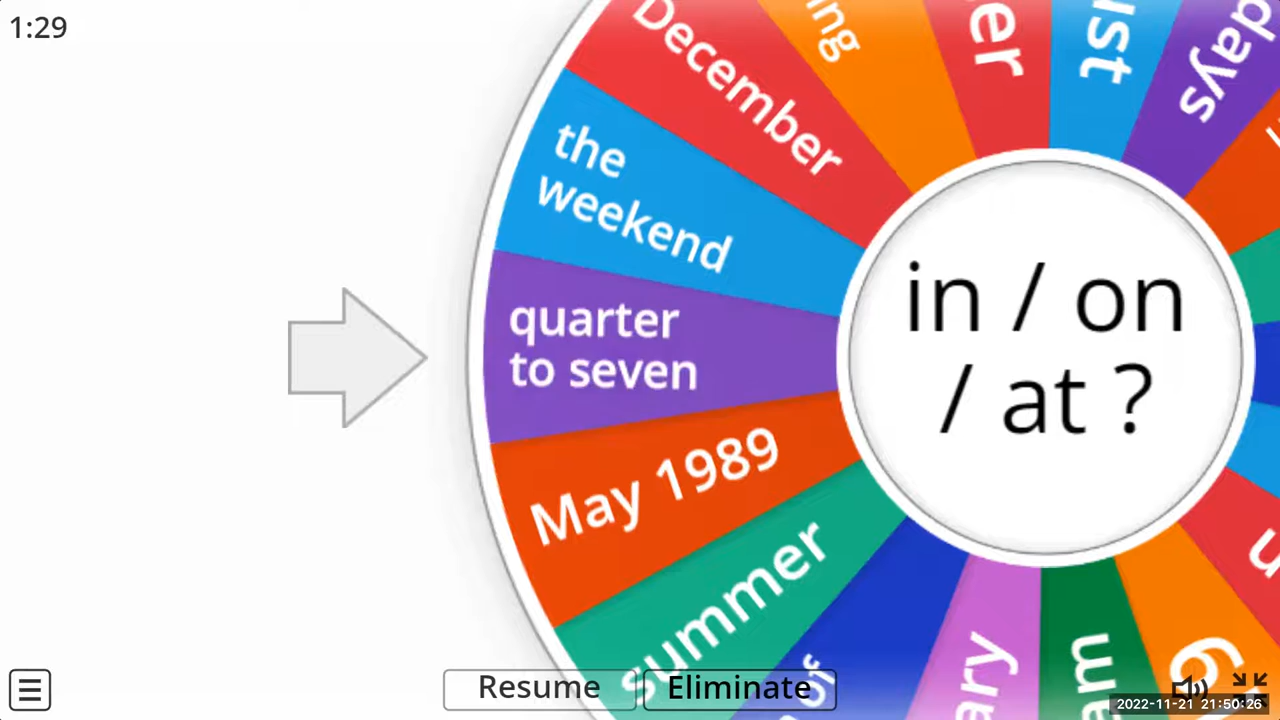 1:29
December
the
weekend
quarter
to seven
May 1989
summer
in / on
/ at ?
Resume
Eliminate
2022-11-21 21:50:26